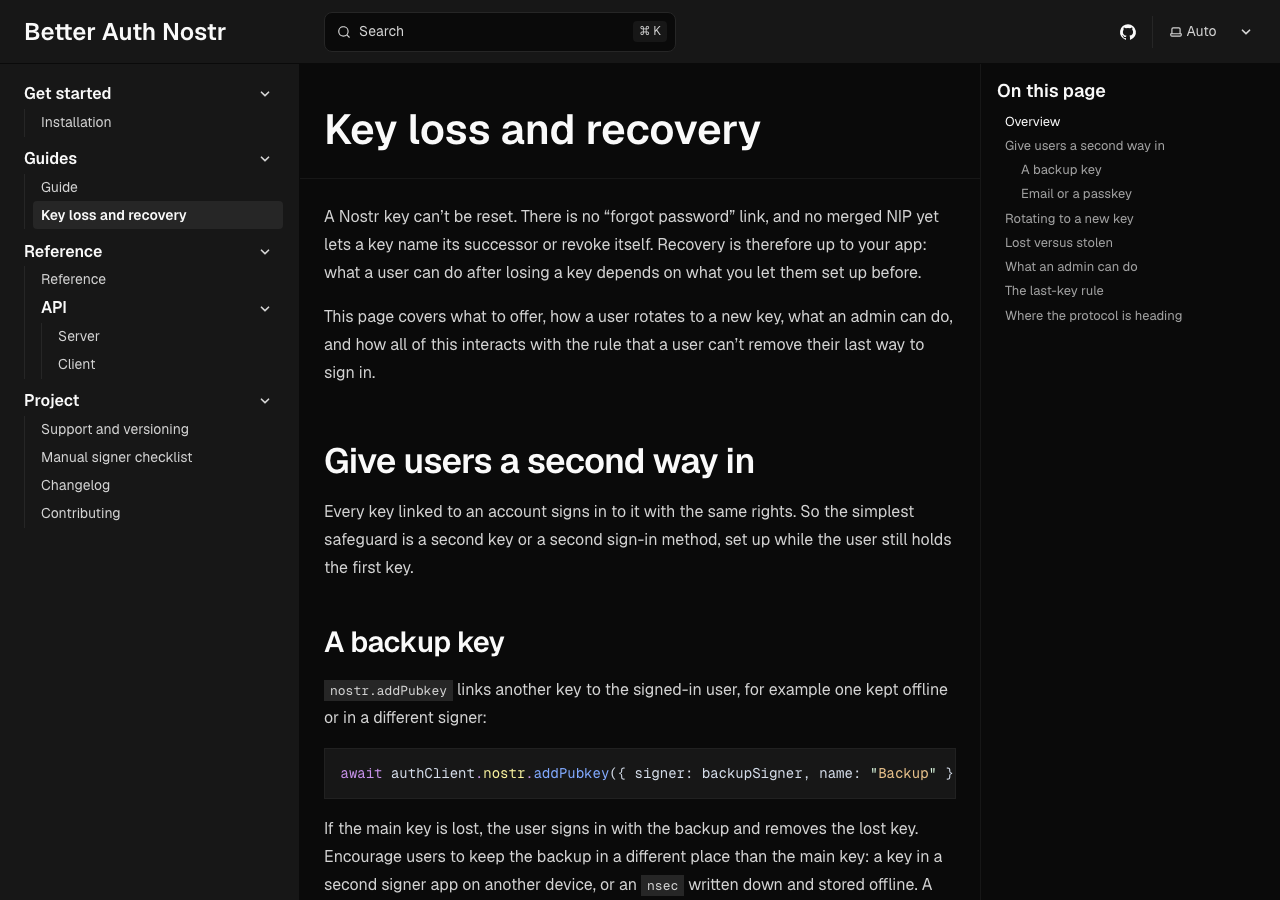 Better Auth Nostr
Search
⌘ K
Auto
Get started
Installation
Guides
Guide
Key loss and recovery
Reference
Reference
API
Server
Client
Project
Support and versioning
Manual signer checklist
Changelog
Contributing
Key loss and recovery
A Nostr key can’t be reset. There is no “forgot password” link, and no merged NIP yet
lets a key name its successor or revoke itself. Recovery is therefore up to your app:
what a user can do after losing a key depends on what you let them set up before.
This page covers what to offer, how a user rotates to a new key, what an admin can do,
and how all of this interacts with the rule that a user can’t remove their last way to
sign in.
Give users a second way in
Every key linked to an account signs in to it with the same rights. So the simplest
safeguard is a second key or a second sign-in method, set up while the user still holds
the first key.
A backup key
nostr.addPubkey links another key to the signed-in user, for example one kept offline
or in a different signer:
await authClient.nostr.addPubkey({ signer: backupSigner, name: "Backup" }
If the main key is lost, the user signs in with the backup and removes the lost key.
Encourage users to keep the backup in a different place than the main key: a key in a
second signer app on another device, or an nsec written down and stored offline. A
On this page
Overview
Give users a second way in
A backup key
Email or a passkey
Rotating to a new key
Lost versus stolen
What an admin can do
The last-key rule
Where the protocol is heading